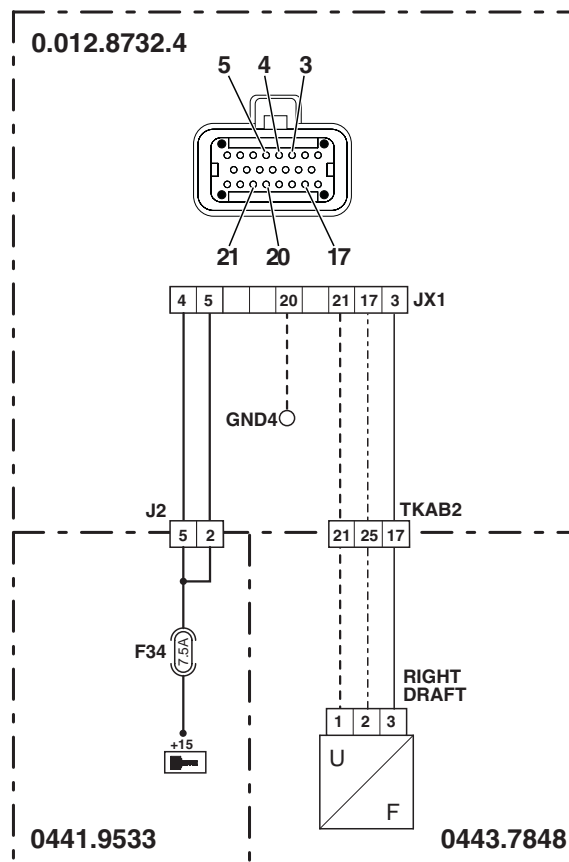 0.012.8732.4
5 4 3
21 20 17
4 5 20 21 17 3 JX1
GND4
J2 TKAB2
5 2 21 25 17
F34 7.5A
RIGHT
DRAFT
+15 1 2 3
U
F
0441.9533 0443.7848